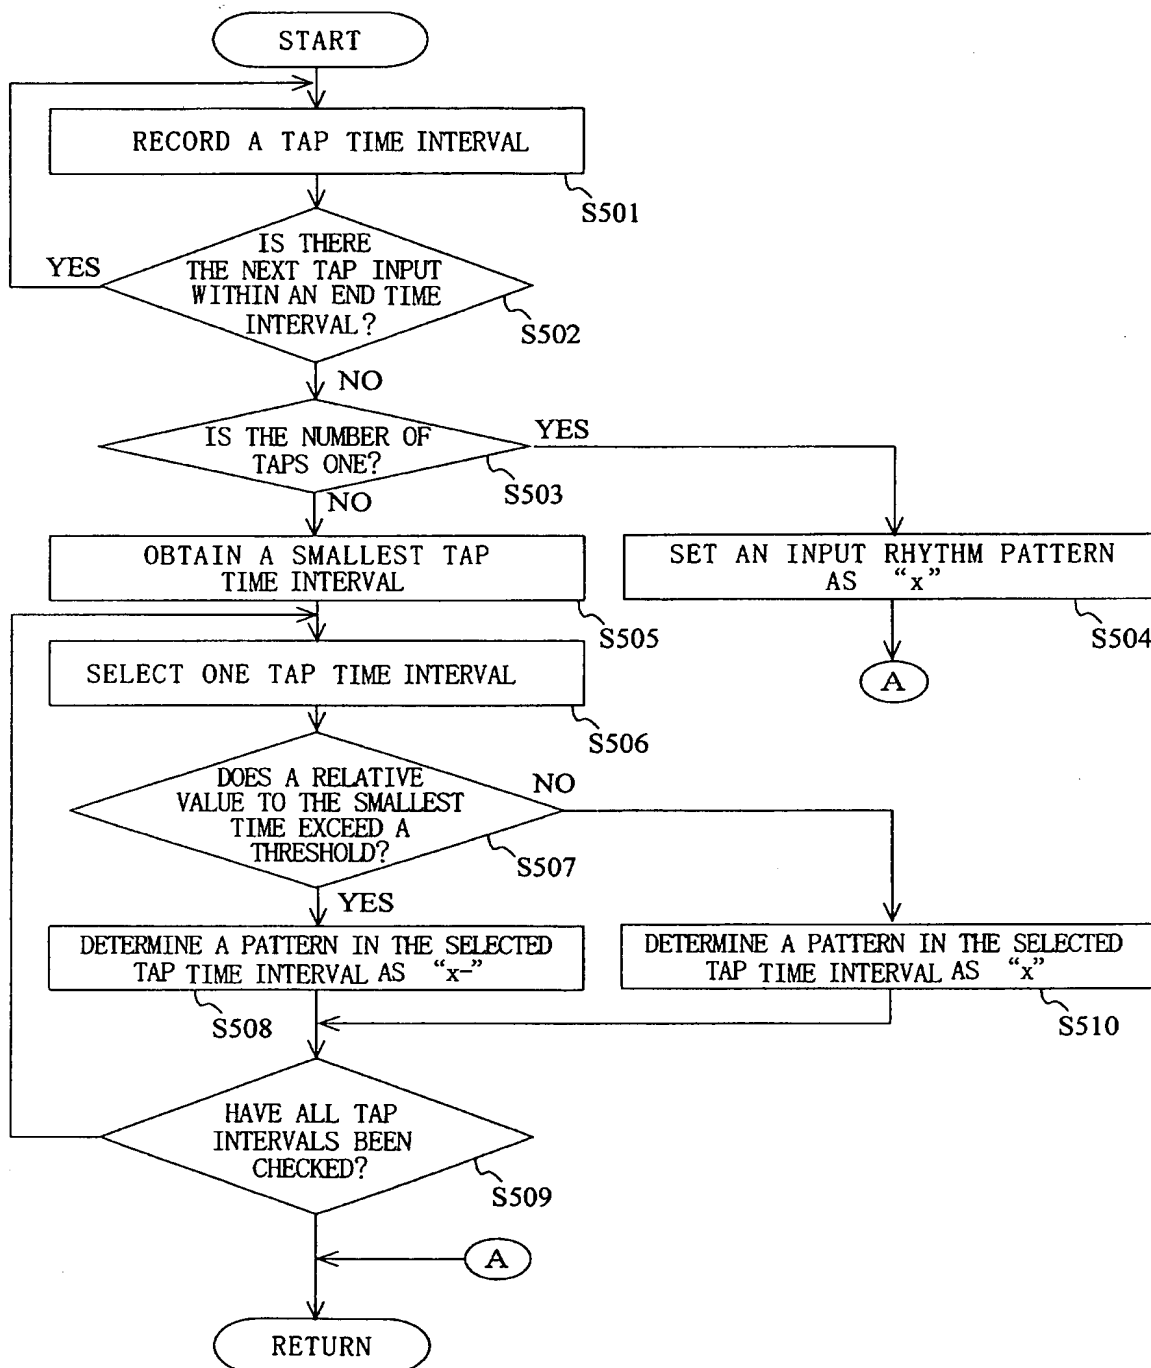 START
RECORD A TAP TIME INTERVAL
S501
IS THERE
THE NEXT TAP INPUT
WITHIN AN END TIME
INTERVAL?
YES
S502
NO
IS THE NUMBER OF
TAPS ONE?
YES
S503
NO
OBTAIN A SMALLEST TAP
TIME INTERVAL
S505
SET AN INPUT RHYTHM PATTERN
AS "x"
S504
A
SELECT ONE TAP TIME INTERVAL
S506
DOES A RELATIVE
VALUE TO THE SMALLEST
TIME EXCEED A
THRESHOLD?
NO
S507
YES
DETERMINE A PATTERN IN THE SELECTED
TAP TIME INTERVAL AS "x-"
S508
DETERMINE A PATTERN IN THE SELECTED
TAP TIME INTERVAL AS "x"
S510
HAVE ALL TAP
INTERVALS BEEN
CHECKED?
S509
A
RETURN